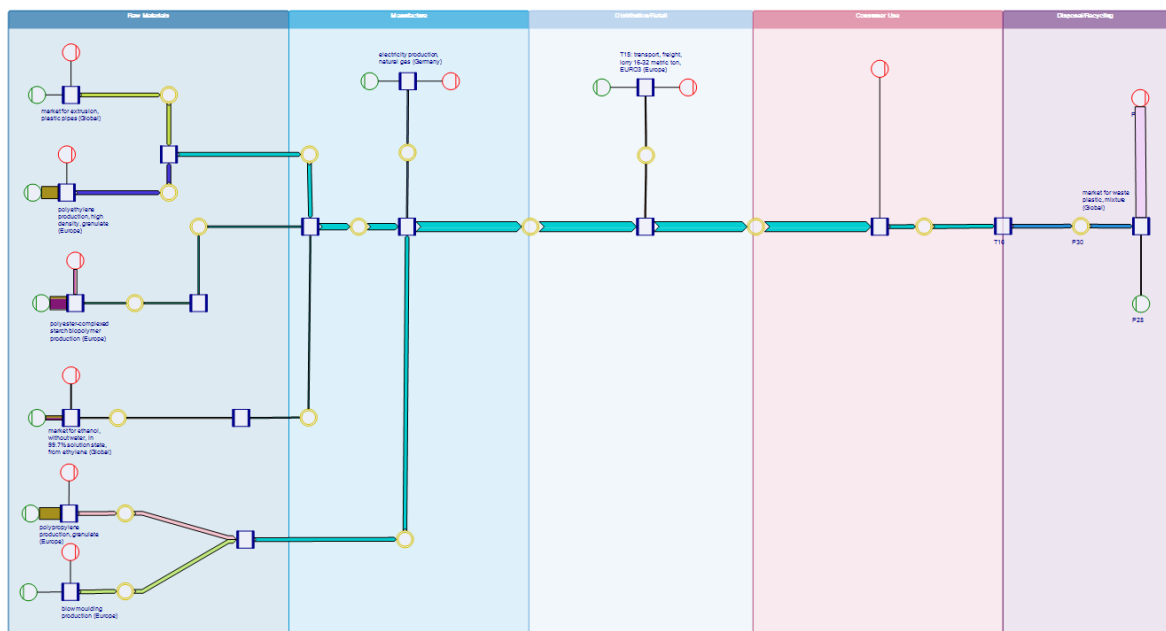 Raw Materials
Manufacture
Distribution/Retail
Consumer Use
Disposal/Recycling
electricity production,
natural gas (Germany)
T15: transport, freight,
lorry 16-32 metric ton,
EURO3 (Europe)
market for extrusion,
plastic pipes (Global)
polyethylene
production, high
density, granulate
(Europe)
market for waste
plastic, mixture
(Global)
T16
P30
polyester-complexed
starch biopolymer
production (Europe)
P28
market for ethanol,
without water, in
99.7% solution state,
from ethylene (Global)
polypropylene
production, granulate
(Europe)
blow moulding
production (Europe)